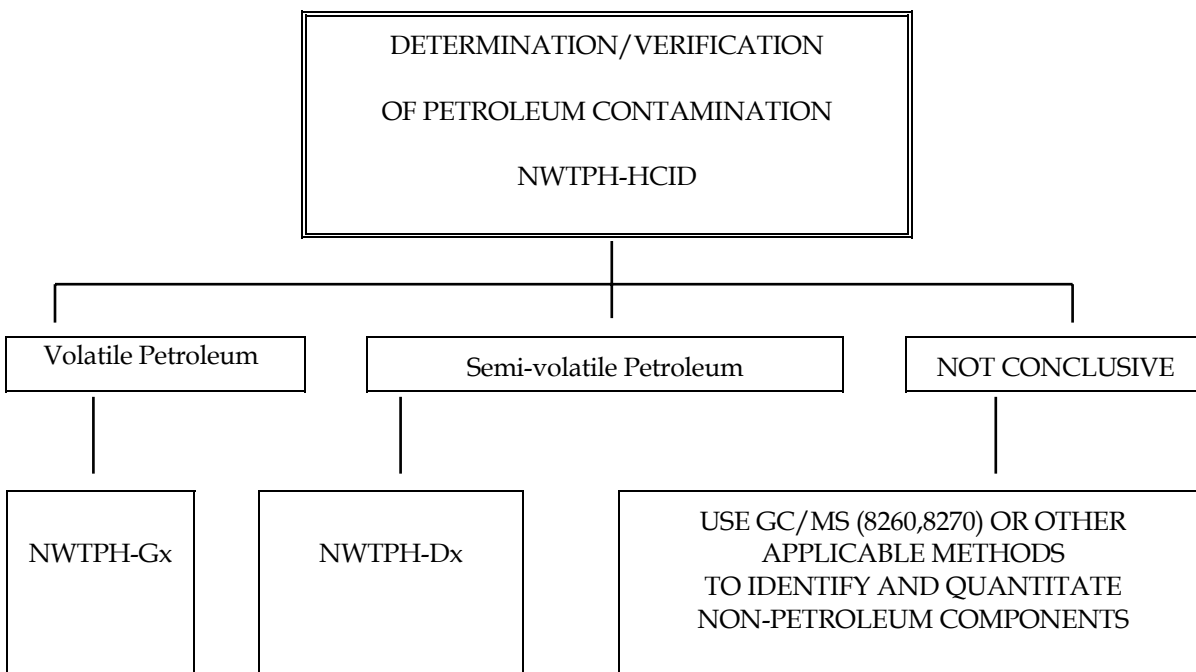 DETERMINATION/VERIFICATION
OF PETROLEUM CONTAMINATION
NWTPH-HCID
Volatile Petroleum
Semi-volatile Petroleum
NOT CONCLUSIVE
NWTPH-Gx
NWTPH-Dx
USE GC/MS (8260,8270) OR OTHER
APPLICABLE METHODS
TO IDENTIFY AND QUANTITATE
NON-PETROLEUM COMPONENTS